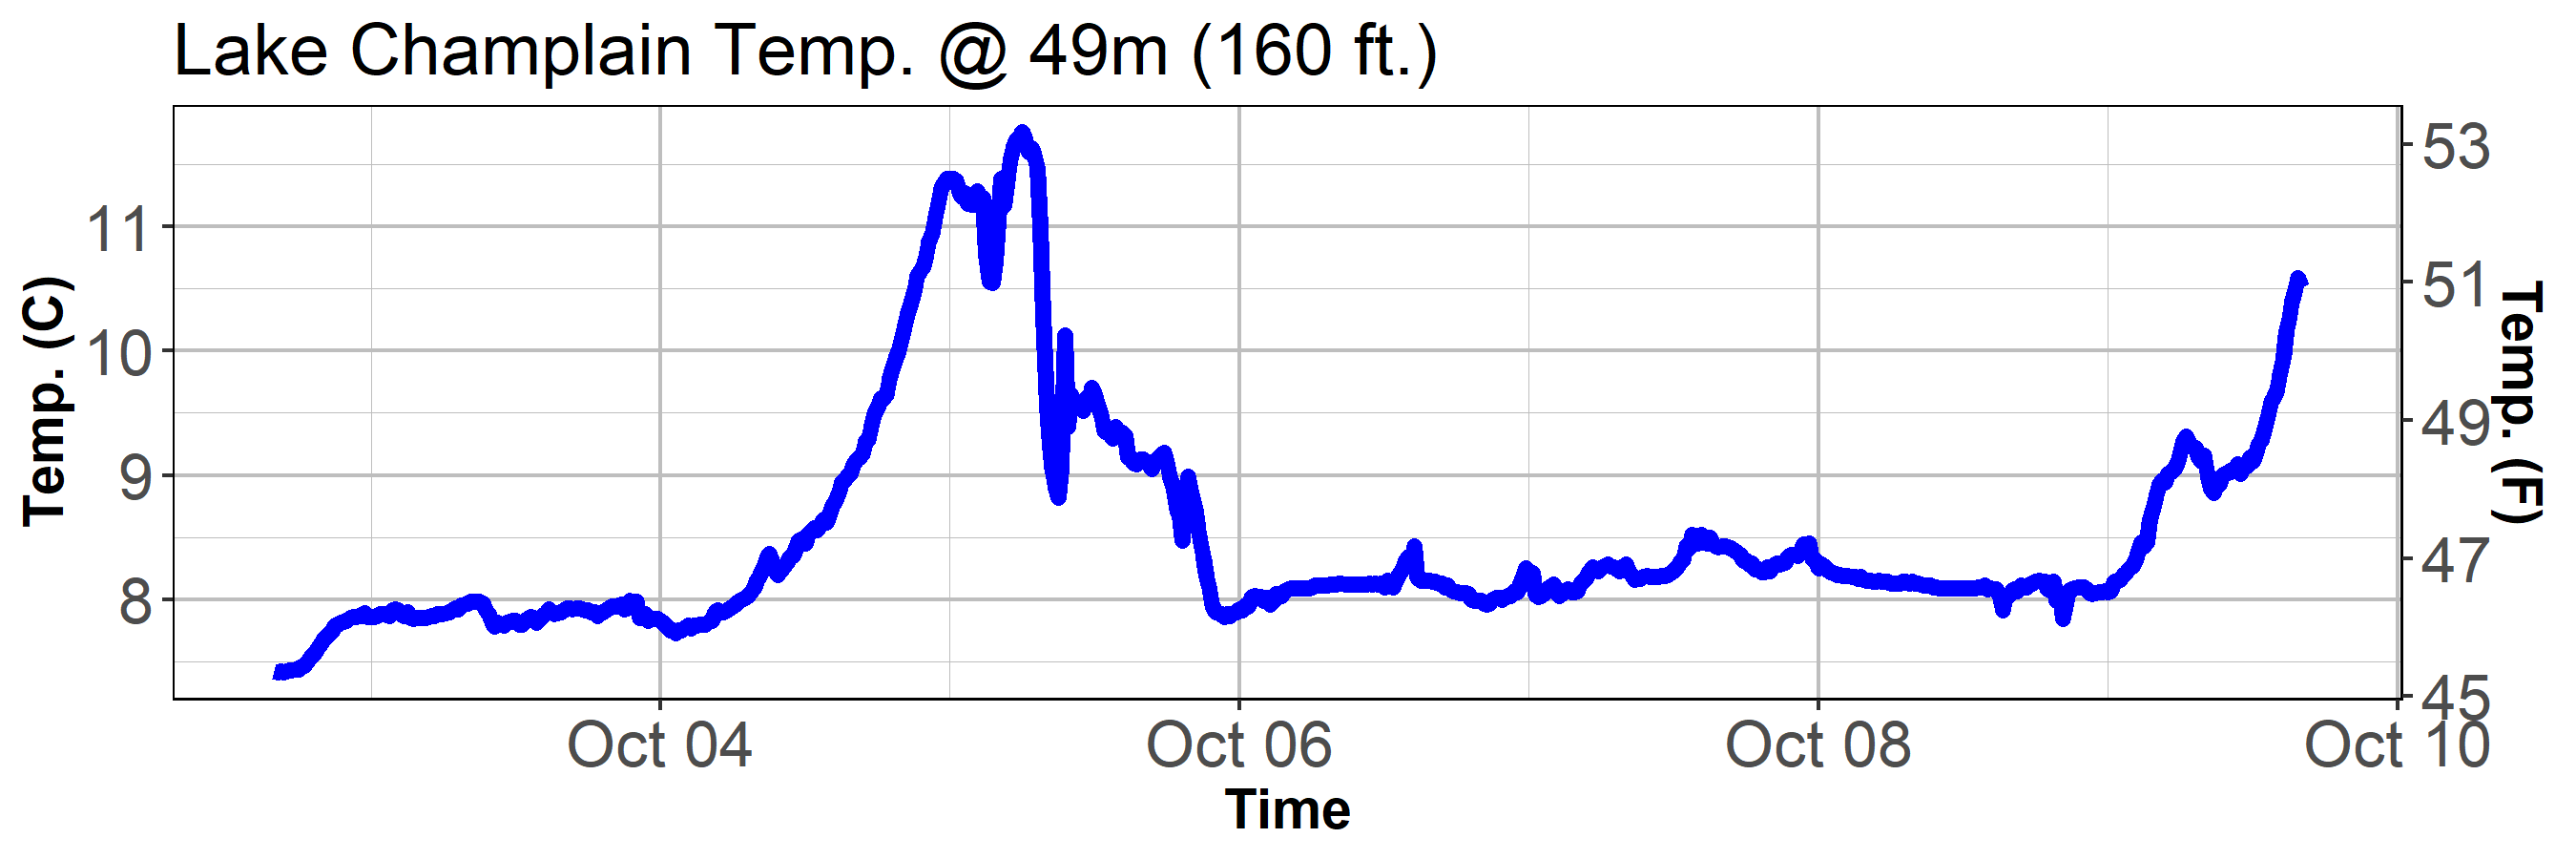 Lake Champlain Temp. @ 49m (160 ft.)
Temp. (C)
11
10
9
8
53
51
49
47
45
Temp. (F)
Oct 04 Oct 06 Oct 08 Oct 10
Time